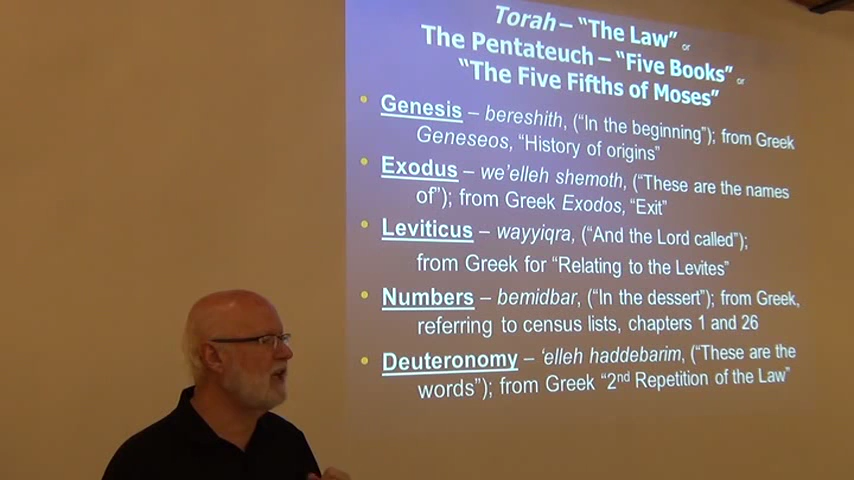 Torah – “The Law” or
The Pentateuch – “Five Books” or
“The Five Fifths of Moses”
• Genesis – bereshith, (“In the beginning”); from Greek
Geneseos, “History of origins”
• Exodus – we’elleh shemoth, (“These are the names
of”); from Greek Exodos, “Exit”
• Leviticus – wayyiqra, (“And the Lord called”);
from Greek for “Relating to the Levites”
• Numbers – bemidbar, (“In the dessert”); from Greek,
referring to census lists, chapters 1 and 26
• Deuteronomy – ‘elleh haddebarim, (“These are the
words”); from Greek “2nd Repetition of the Law”